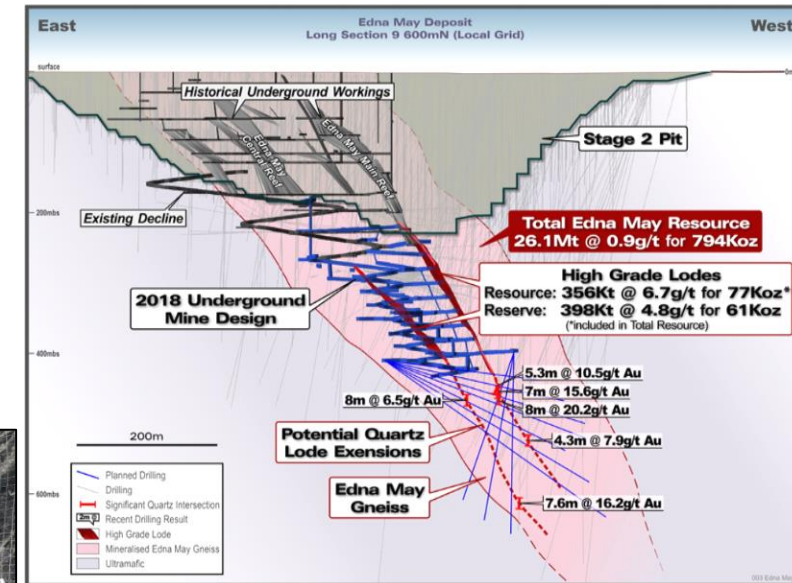 East
Edna May Deposit
Long Section 9 600mN (Local Grid)
West
surface
Historical Underground Workings
Edna May
Central Reef
Edna May Main Reef
Stage 2 Pit
Existing Decline
200mbs
Total Edna May Resource
26.1Mt @ 0.9g/t for 794Koz
High Grade Lodes
Resource: 356Kt @ 6.7g/t for 77Koz*
Reserve: 398Kt @ 4.8g/t for 61Koz
(*included in Total Resource)
2018 Underground
Mine Design
400mbs
5.3m @ 10.5g/t Au
7m @ 15.6g/t Au
8m @ 6.5g/t Au
8m @ 20.2g/t Au
200m
4.3m @ 7.9g/t Au
Potential Quartz
Lode Exensions
Edna May
Gneiss
600mbs
7.6m @ 16.2g/t Au
Planned Drilling
Drilling
Significant Quartz Intersection
2m @
Recent Drilling Result
High Grade Lode
Mineralised Edna May Gneiss
Ultramafic